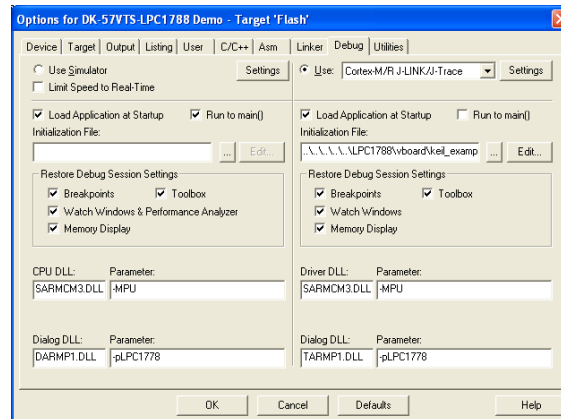 Options for DK-57VTS-LPC1788 Demo - Target 'Flash'
Device Target Output Listing User C/C++ Asm Linker Debug Utilities
Use Simulator Settings
Limit Speed to Real-Time
Use: Cortex-M/R J-LINK/J-Trace Settings
Load Application at Startup Run to main()
Initialization File:
... Edit...
Restore Debug Session Settings
Breakpoints Toolbox
Watch Windows & Performance Analyzer
Memory Display
Load Application at Startup Run to main()
Initialization File:
..\..\..\..\..\LPC1788\vboard\keil_examp ... Edit...
Restore Debug Session Settings
Breakpoints Toolbox
Watch Windows
Memory Display
CPU DLL: Parameter:
SARMCM3.DLL -MPU
Dialog DLL: Parameter:
DARMP1.DLL -pLPC1778
Driver DLL: Parameter:
SARMCM3.DLL -MPU
Dialog DLL: Parameter:
TARMP1.DLL -pLPC1778
OK Cancel Defaults Help